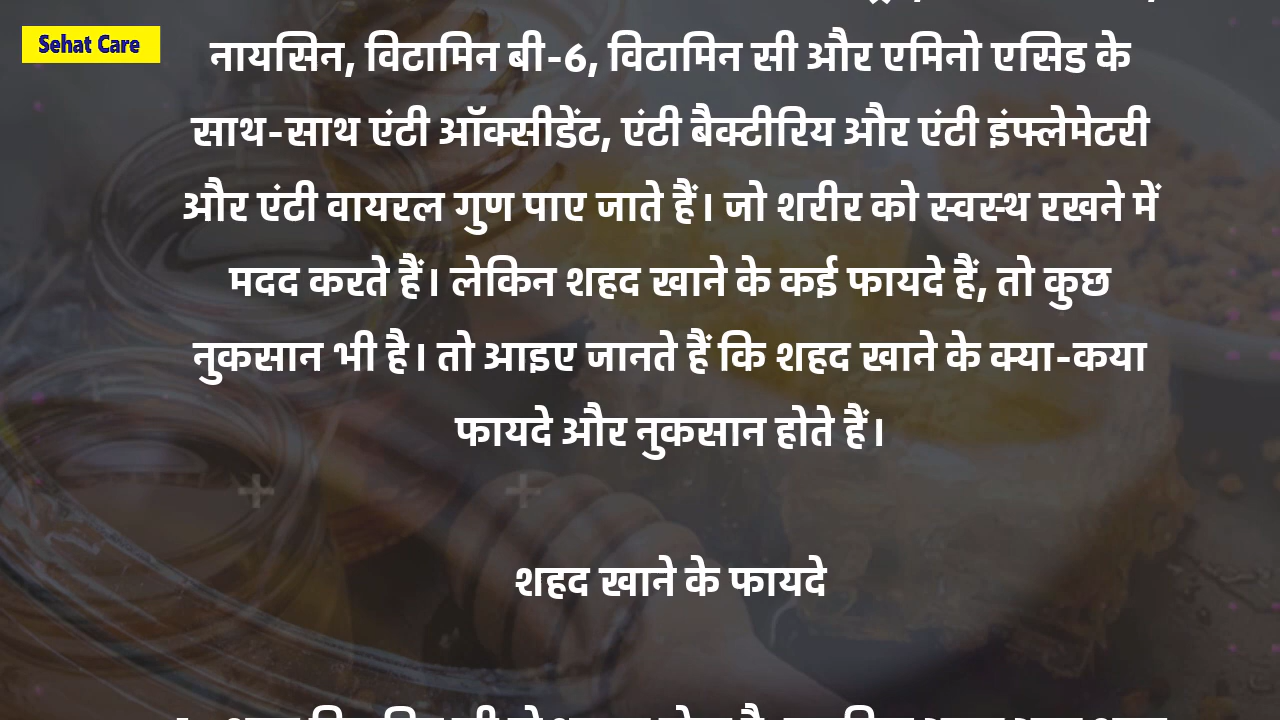 Sehat Care
नायसिन, विटामिन बी-6, विटामिन सी और एमिनो एसिड के
साथ-साथ एंटी ऑक्सीडेंट, एंटी बैक्टीरिय और एंटी इंफ्लेमेटरी
और एंटी वायरल गुण पाए जाते हैं। जो शरीर को स्वस्थ रखने में
मदद करते हैं। लेकिन शहद खाने के कई फायदे हैं, तो कुछ
नुकसान भी है। तो आइए जानते हैं कि शहद खाने के क्या-कया
फायदे और नुकसान होते हैं।
शहद खाने के फायदे